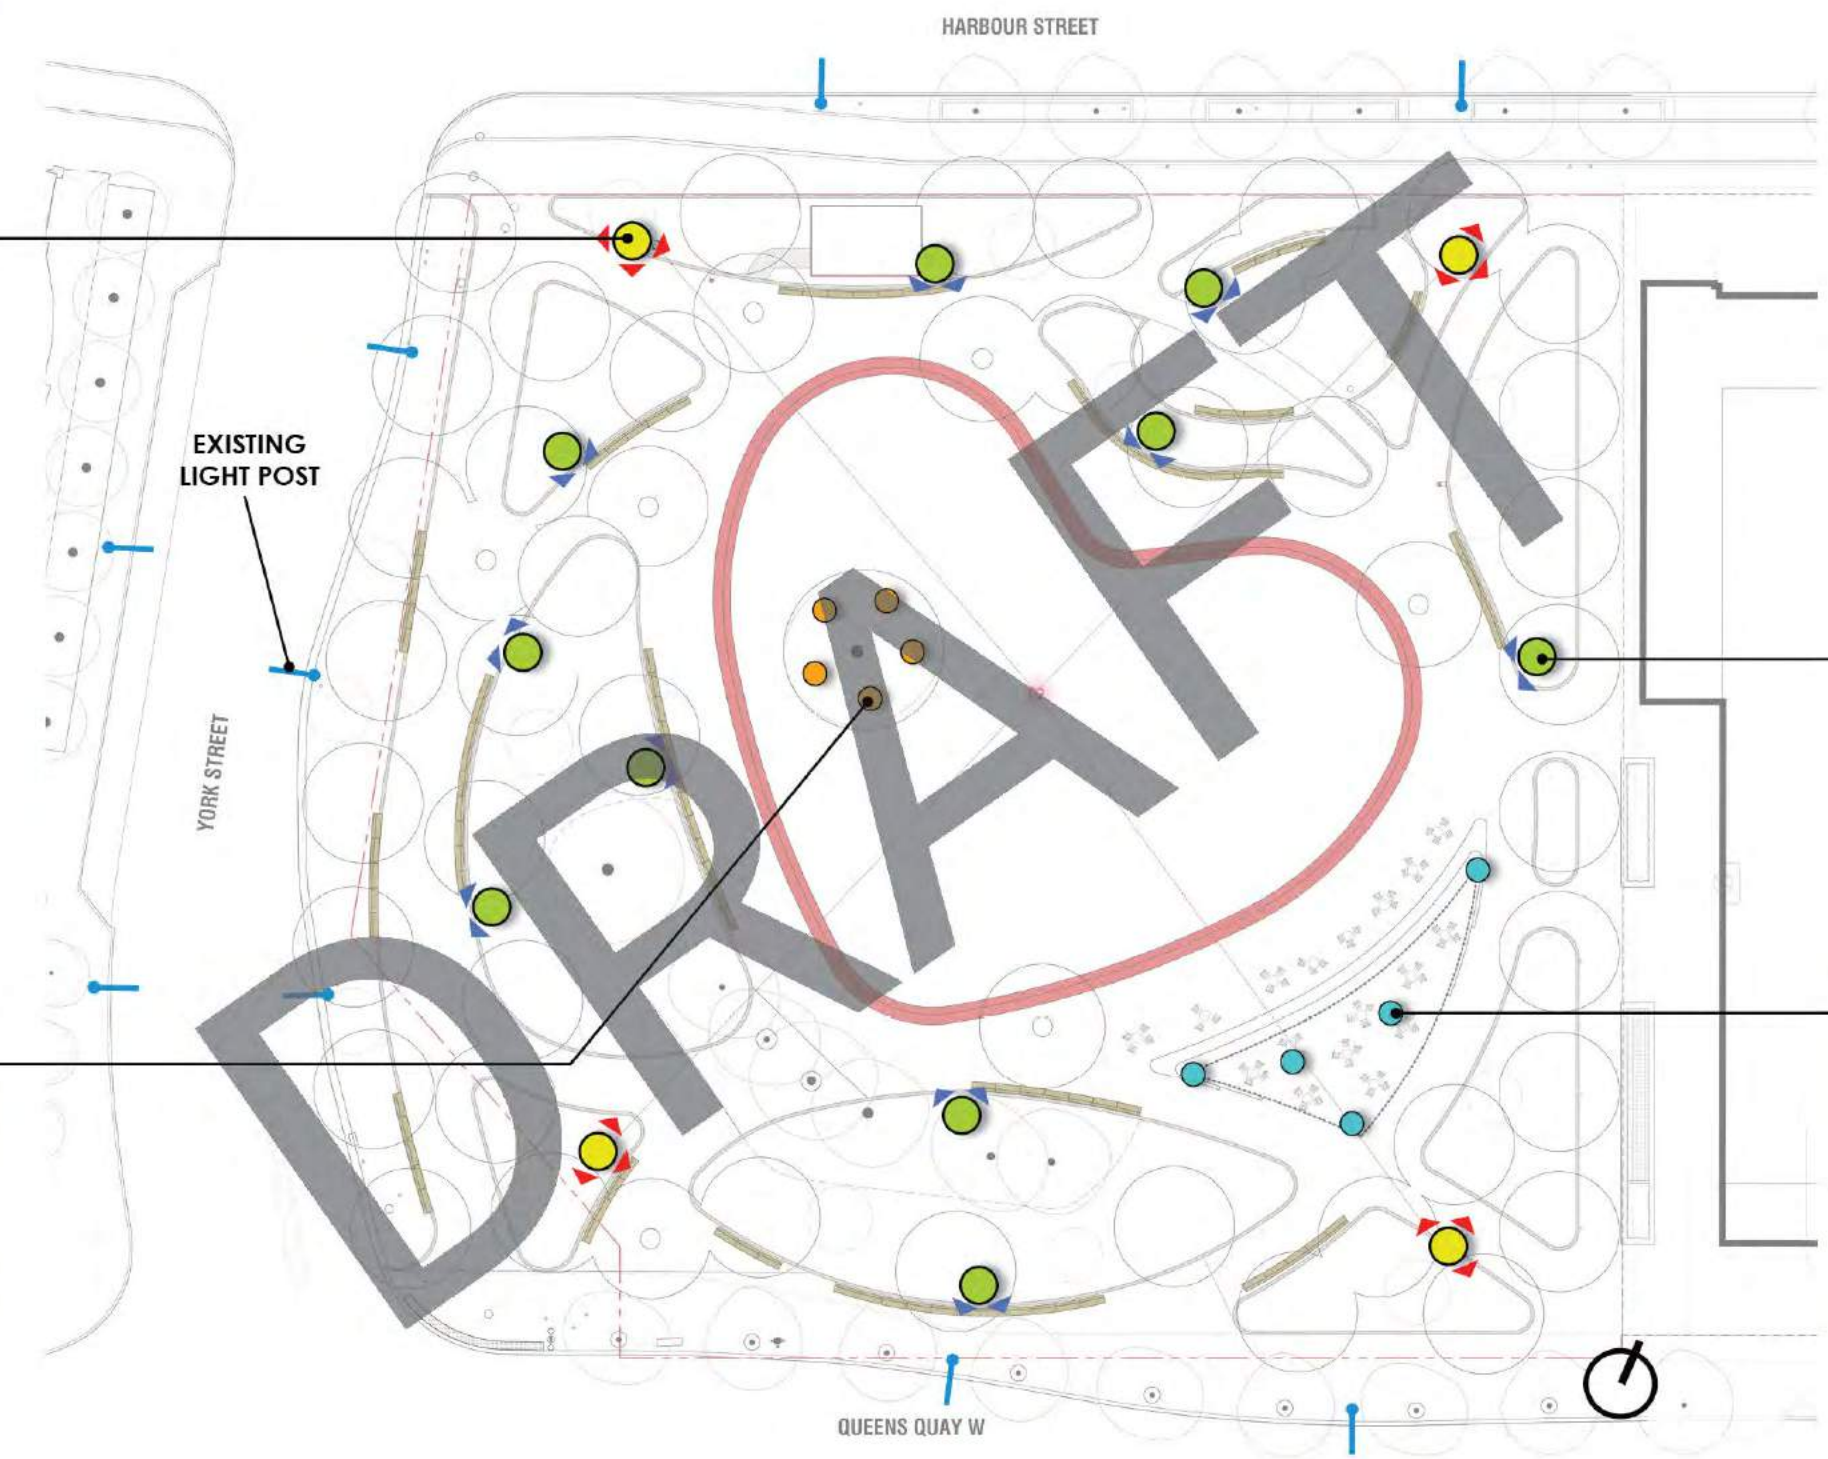 HARBOUR STREET
EXISTING
LIGHT POST
YORK STREET
DRAFT
QUEENS QUAY W